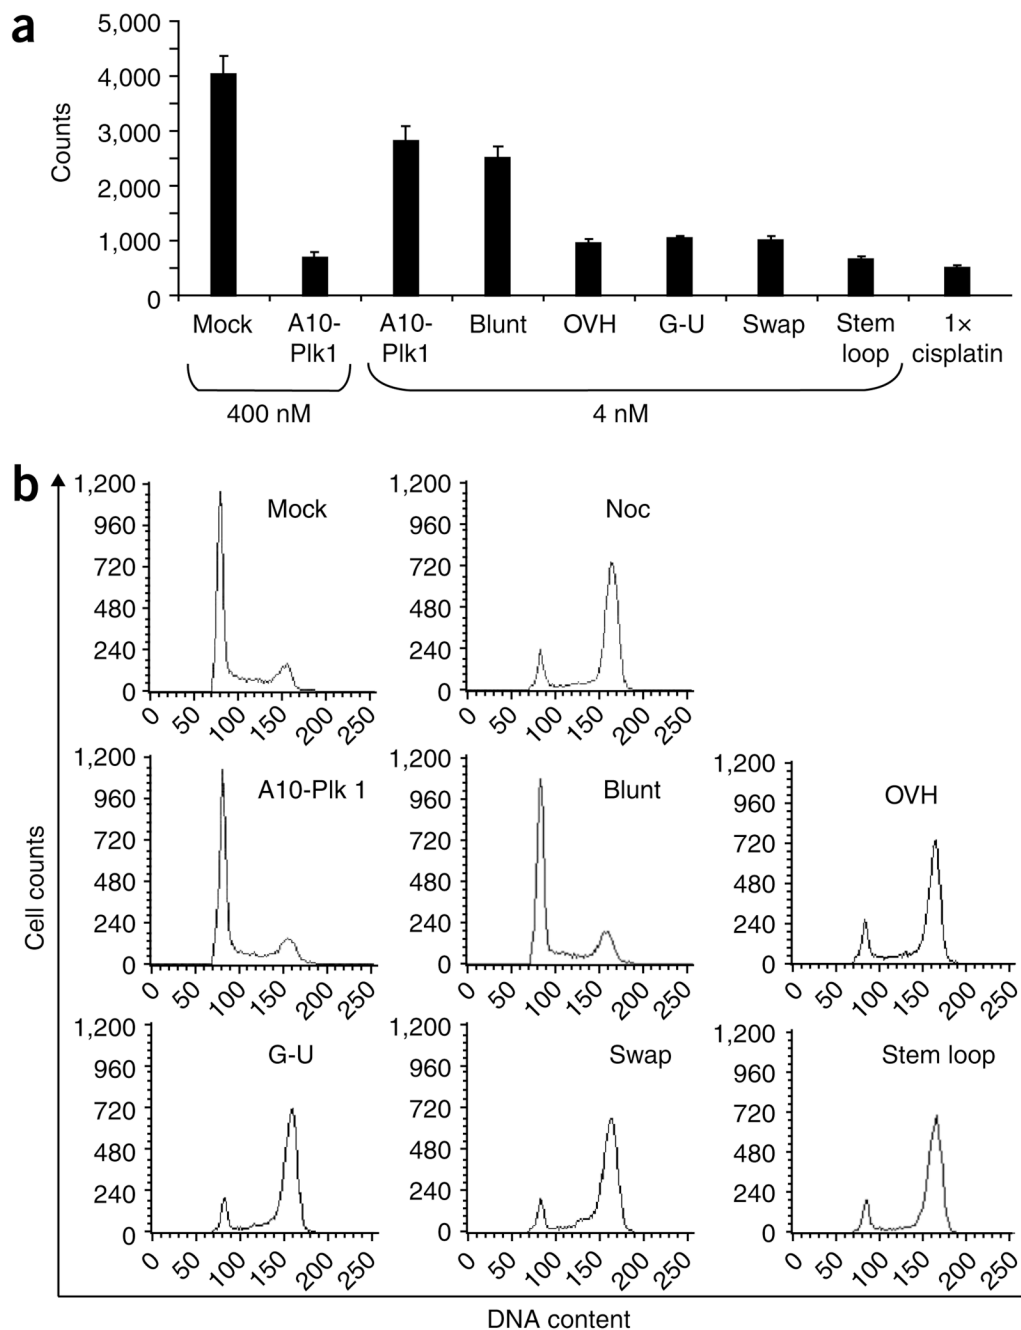 a
Counts
5,000
4,000
3,000
2,000
1,000
0
Mock A10-Plk1 A10-Plk1 Blunt OVH G-U Swap Stem loop 1× cisplatin
400 nM 4 nM
b
Cell counts
Mock
1,200
960
720
480
240
0
0 50 100 150 200 250
Noc
1,200
960
720
480
240
0
0 50 100 150 200 250
A10-Plk 1
1,200
960
720
480
240
0
0 50 100 150 200 250
Blunt
1,200
960
720
480
240
0
0 50 100 150 200 250
OVH
1,200
960
720
480
240
0
0 50 100 150 200 250
G-U
1,200
960
720
480
240
0
0 50 100 150 200 250
Swap
1,200
960
720
480
240
0
0 50 100 150 200 250
Stem loop
1,200
960
720
480
240
0
0 50 100 150 200 250
DNA content